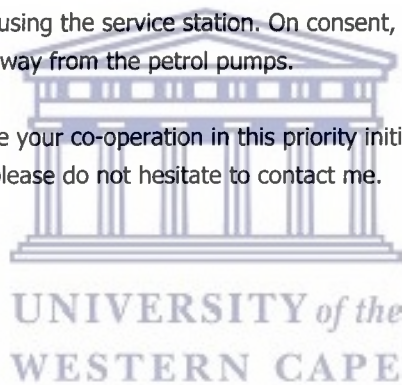 using the service station. On consent,
way from the petrol pumps.
e your co-operation in this priority initi
please do not hesitate to contact me.
UNIVERSITY of the
WESTERN CAPE